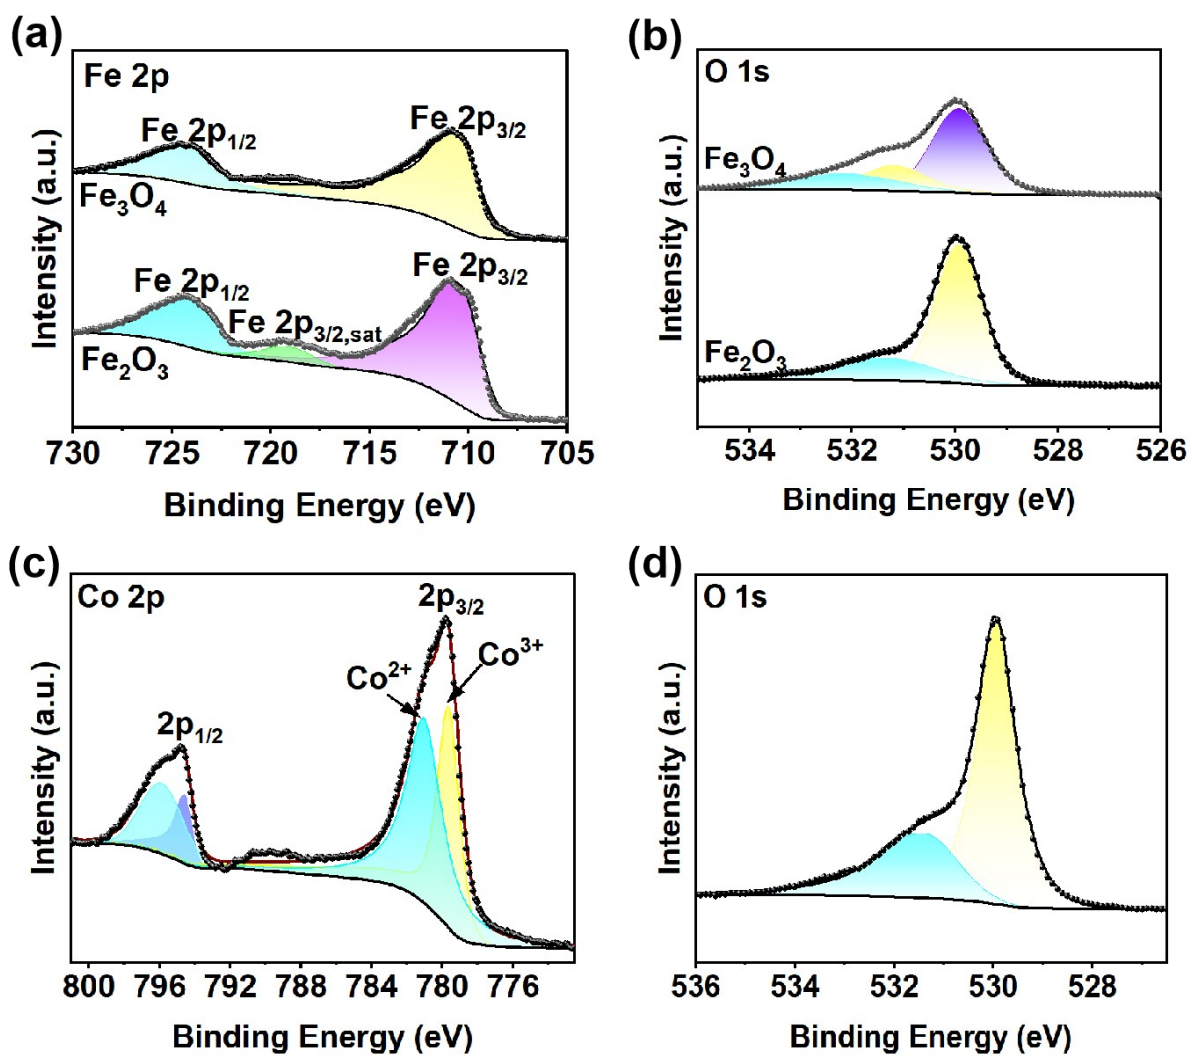 (a)
Fe 2p
Fe 2p1/2
Fe 2p3/2
Fe3O4
Fe 2p1/2
Fe 2p3/2,sat
Fe 2p3/2
Fe2O3
Intensity (a.u.)
730 725 720 715 710 705
Binding Energy (eV)
(b)
O 1s
Fe3O4
Fe2O3
Intensity (a.u.)
534 532 530 528 526
Binding Energy (eV)
(c)
Co 2p
2p3/2
Co2+
Co3+
2p1/2
Intensity (a.u.)
800 796 792 788 784 780 776
Binding Energy (eV)
(d)
O 1s
Intensity (a.u.)
536 534 532 530 528
Binding Energy (eV)